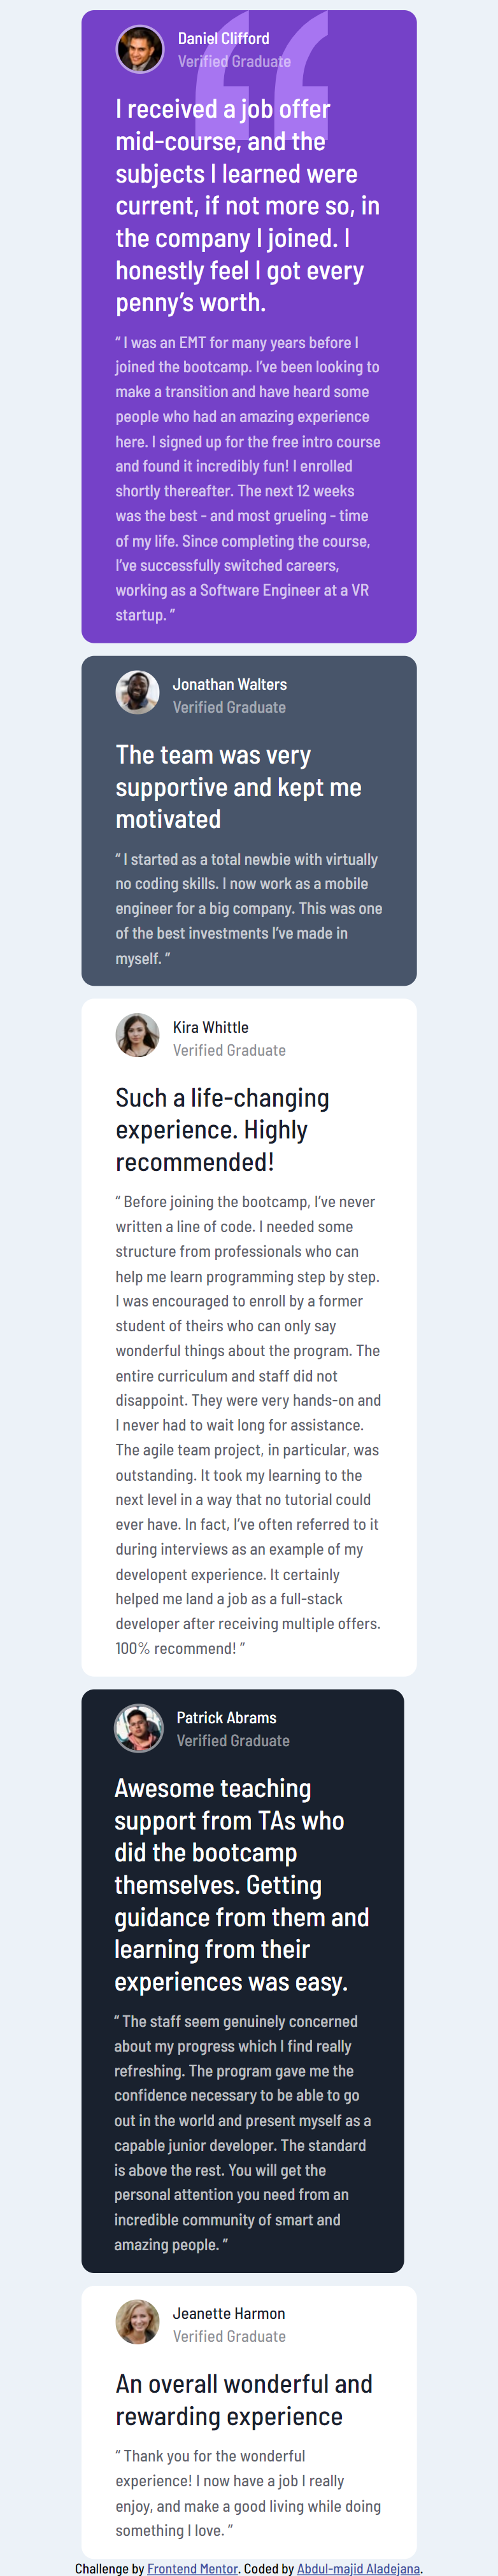 Daniel Clifford
Verified Graduate
I received a job offer
mid-course, and the
subjects I learned were
current, if not more so, in
the company I joined. I
honestly feel I got every
penny’s worth.
“ I was an EMT for many years before I
joined the bootcamp. I’ve been looking to
make a transition and have heard some
people who had an amazing experience
here. I signed up for the free intro course
and found it incredibly fun! I enrolled
shortly thereafter. The next 12 weeks
was the best - and most grueling - time
of my life. Since completing the course,
I’ve successfully switched careers,
working as a Software Engineer at a VR
startup. ”
Jonathan Walters
Verified Graduate
The team was very
supportive and kept me
motivated
“ I started as a total newbie with virtually
no coding skills. I now work as a mobile
engineer for a big company. This was one
of the best investments I’ve made in
myself. “
Kira Whittle
Verified Graduate
Such a life-changing
experience. Highly
recommended!
“ Before joining the bootcamp, I’ve never
written a line of code. I needed some
structure from professionals who can
help me learn programming step by step.
I was encouraged to enroll by a former
student of theirs who can only say
wonderful things about the program. The
entire curriculum and staff did not
disappoint. They were very hands-on and
I never had to wait long for assistance.
The agile team project, in particular, was
outstanding. It took my learning to the
next level in a way that no tutorial could
ever have. In fact, I’ve often referred to it
during interviews as an example of my
developent experience. It certainly
helped me land a job as a full-stack
developer after receiving multiple offers.
100% recommend! ”
Patrick Abrams
Verified Graduate
Awesome teaching
support from TAs who
did the bootcamp
themselves. Getting
guidance from them and
learning from their
experiences was easy.
“ The staff seem genuinely concerned
about my progress which I find really
refreshing. The program gave me the
confidence necessary to be able to go
out in the world and present myself as a
capable junior developer. The standard
is above the rest. You will get the
personal attention you need from an
incredible community of smart and
amazing people. ”
Jeanette Harmon
Verified Graduate
An overall wonderful and
rewarding experience
“ Thank you for the wonderful
experience! I now have a job I really
enjoy, and make a good living while doing
something I love. ”
Challenge by Frontend Mentor. Coded by Abdul-majid Aladejana.